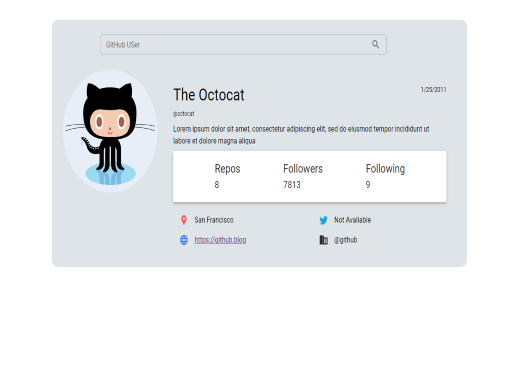 GitHub USer
The Octocat
1/25/2011
@octocat
Lorem ipsum dolor sit amet, consectetur adipiscing elit, sed do eiusmod tempor incididunt ut
labore et dolore magna aliqua
Repos Followers Following
8 7813 9
San Francisco Not Avaliable
https://github.blog @github